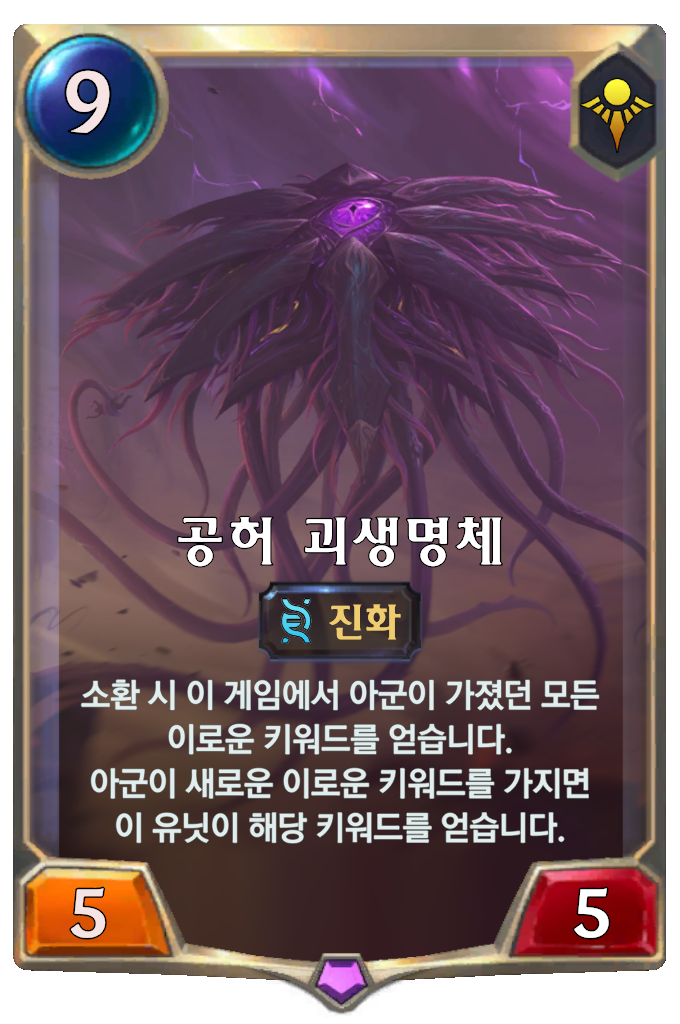 9
공허 괴생명체
진화
소환 시 이 게임에서 아군이 가졌던 모든
이로운 키워드를 얻습니다.
아군이 새로운 이로운 키워드를 가지면
이 유닛이 해당 키워드를 얻습니다.
5
5